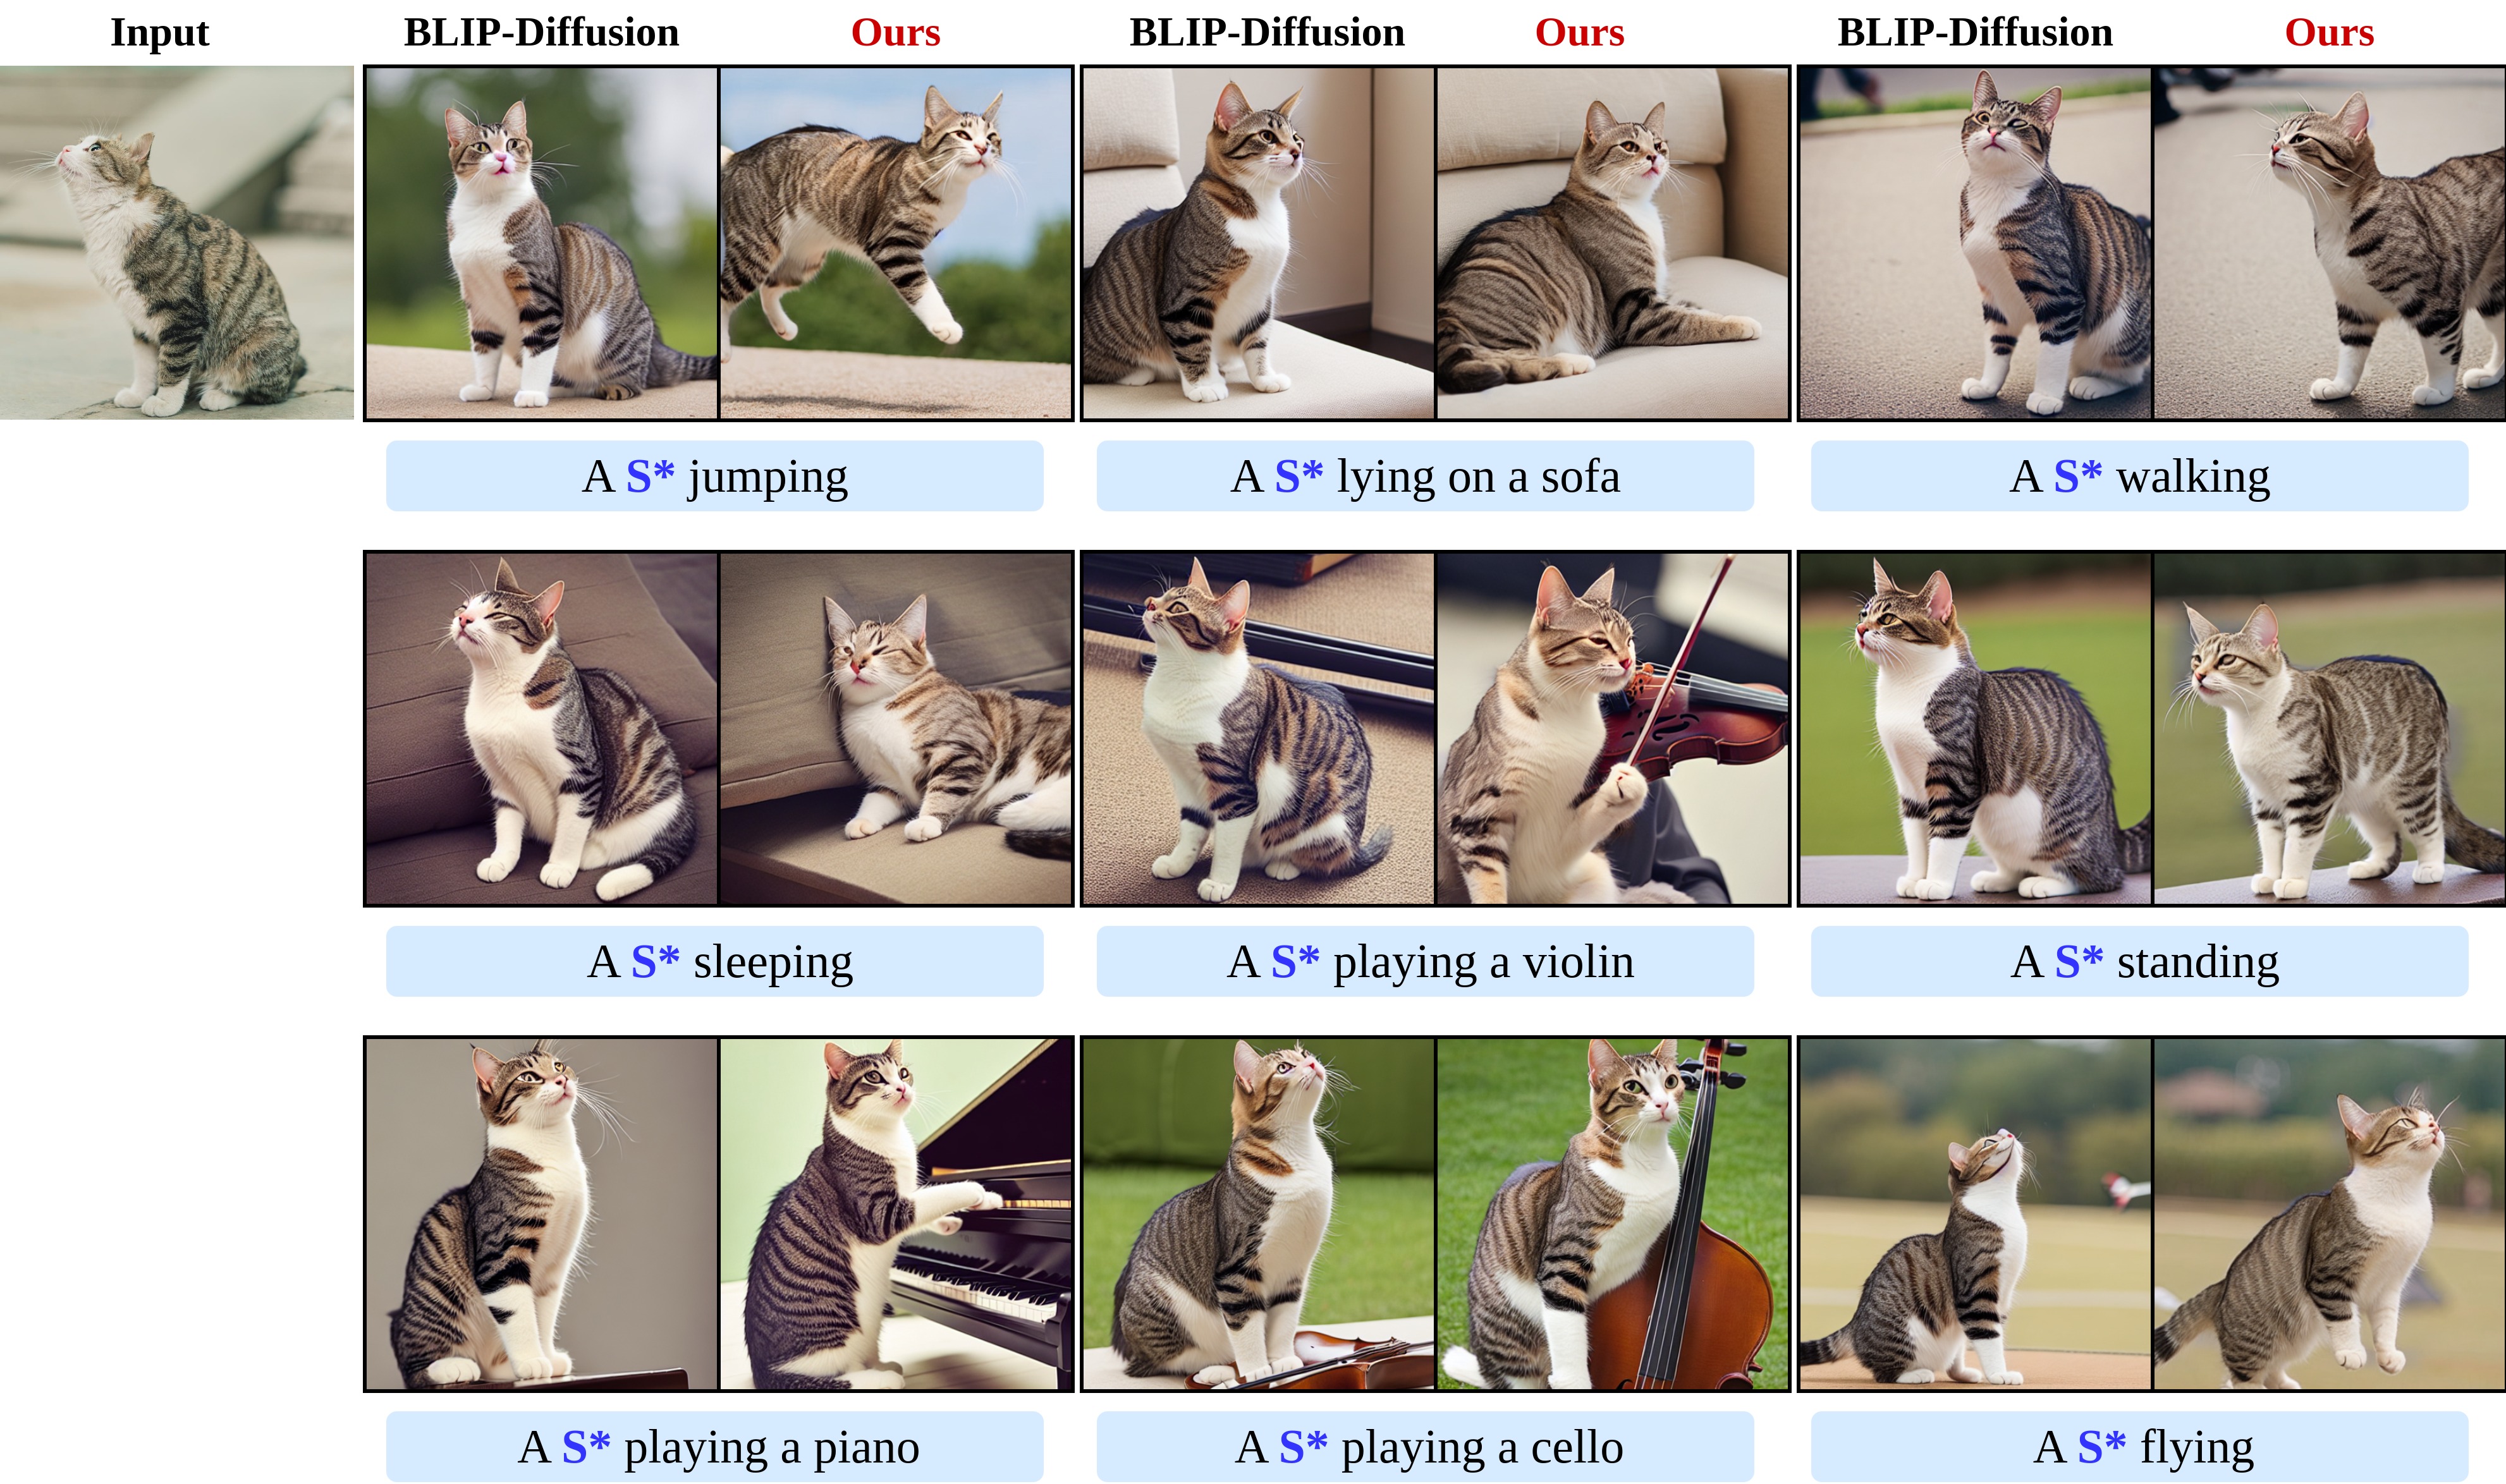 Input BLIP-Diffusion Ours BLIP-Diffusion Ours BLIP-Diffusion Ours
A S* jumping
A S* lying on a sofa
A S* walking
A S* sleeping
A S* playing a violin
A S* standing
A S* playing a piano
A S* playing a cello
A S* flying